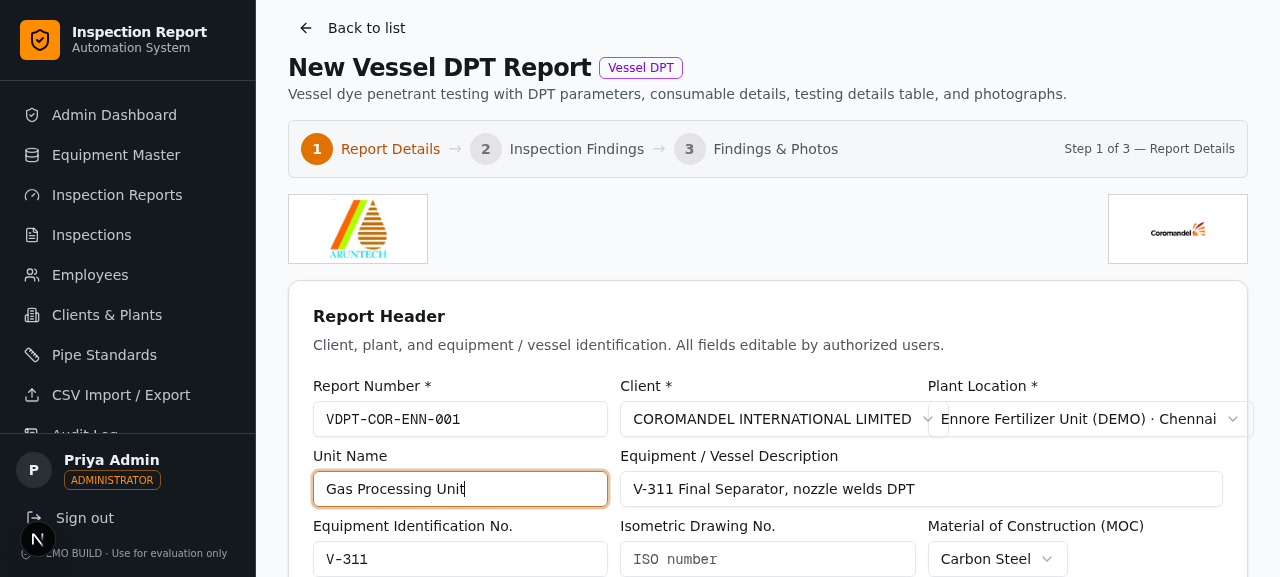 Inspection Report
Automation System
Admin Dashboard
Equipment Master
Inspection Reports
Inspections
Employees
Clients & Plants
Pipe Standards
CSV Import / Export
Audit Log
P
Priya Admin
ADMINISTRATOR
Sign out
N
EMO BUILD · Use for evaluation only
Back to list
New Vessel DPT Report
Vessel DPT
Vessel dye penetrant testing with DPT parameters, consumable details, testing details table, and photographs.
1 Report Details → 2 Inspection Findings → 3 Findings & Photos
Step 1 of 3 — Report Details
ARUNTECH
Coromandel
Report Header
Client, plant, and equipment / vessel identification. All fields editable by authorized users.
Report Number * Client * Plant Location *
VDPT-COR-ENN-001 COROMANDEL INTERNATIONAL LIMITED Ennore Fertilizer Unit (DEMO) · Chennai
Unit Name Equipment / Vessel Description
Gas Processing Unit V-311 Final Separator, nozzle welds DPT
Equipment Identification No. Isometric Drawing No. Material of Construction (MOC)
V-311 ISO number Carbon Steel